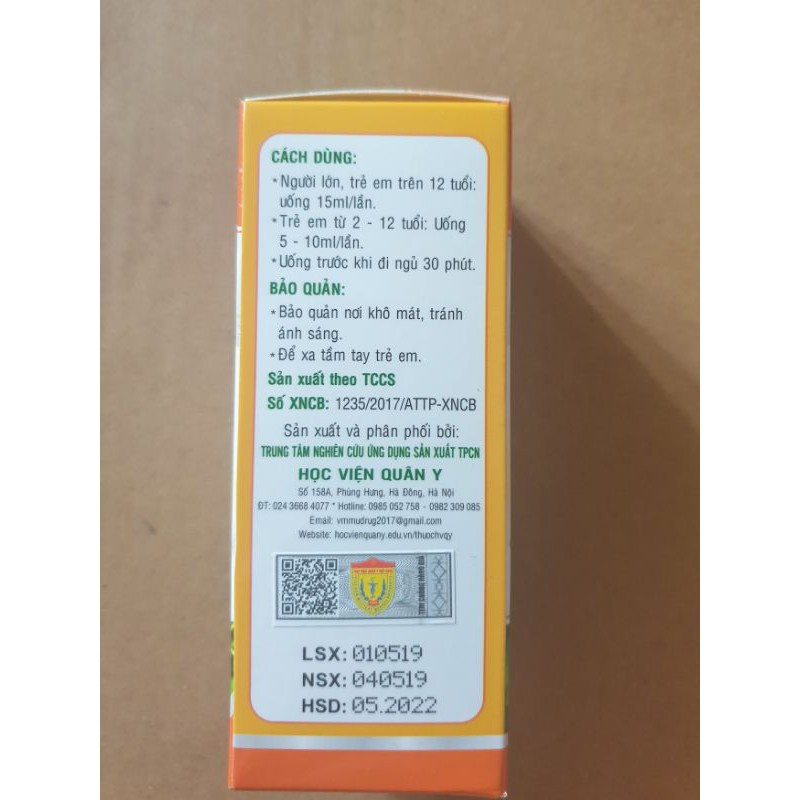 CÁCH DÙNG:
* Người lớn, trẻ em trên 12 tuổi:
uống 15ml/lần.
* Trẻ em từ 2 - 12 tuổi: Uống
5 - 10ml/lần.
* Uống trước khi đi ngủ 30 phút.
BẢO QUẢN:
* Bảo quản nơi khô mát, tránh
ánh sáng.
* Để xa tầm tay trẻ em.
Sản xuất theo TCCS
Số XNCB: 1235/2017/ATTP-XNCB
Sản xuất và phân phối bởi:
TRUNG TÂM NGHIÊN CỨU ỨNG DỤNG SẢN XUẤT TPCN
HỌC VIỆN QUÂN Y
Số 158A, Phùng Hưng, Hà Đông, Hà Nội
ĐT: 024 3668 4077 * Hotline: 0985 052 758 - 0982 309 085
Email: vmmudrug2017@gmail.com
Website: hocvienquany.edu.vn/thuochvqy
TEM CHỐNG HÀNG GIẢ
LSX: 010519
NSX: 040519
HSD: 05.2022